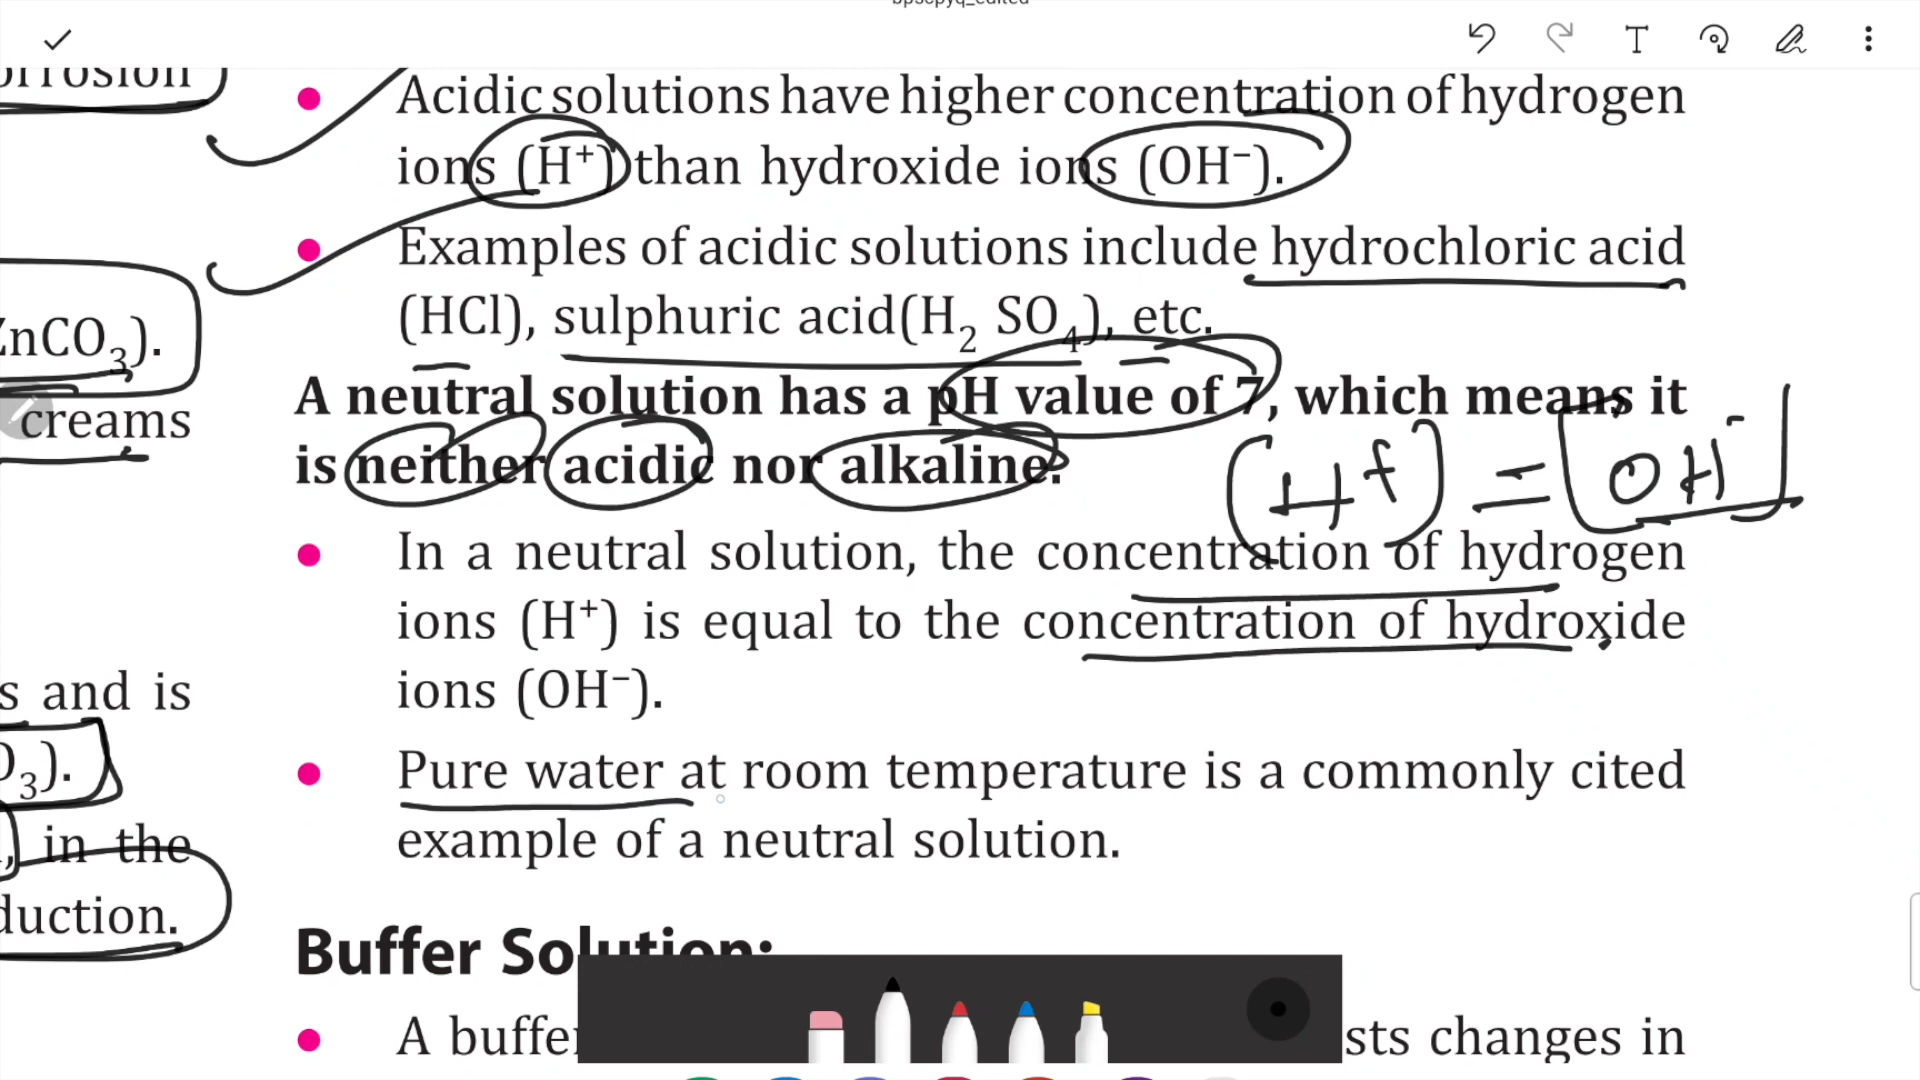 orrosion
ZnCO₃).
creams
s and is
O₃).
, in the
duction.
Acidic solutions have higher concentration of hydrogen
ions (H⁺) than hydroxide ions (OH⁻).
Examples of acidic solutions include hydrochloric acid
(HCl), sulphuric acid(H₂ SO₄), etc.
A neutral solution has a pH value of 7, which means it
is neither acidic nor alkaline.
(H⁺) = [OH⁻]
In a neutral solution, the concentration of hydrogen
ions (H⁺) is equal to the concentration of hydroxide
ions (OH⁻).
Pure water at room temperature is a commonly cited
example of a neutral solution.
Buffer Solution:
A buffe
sts changes in